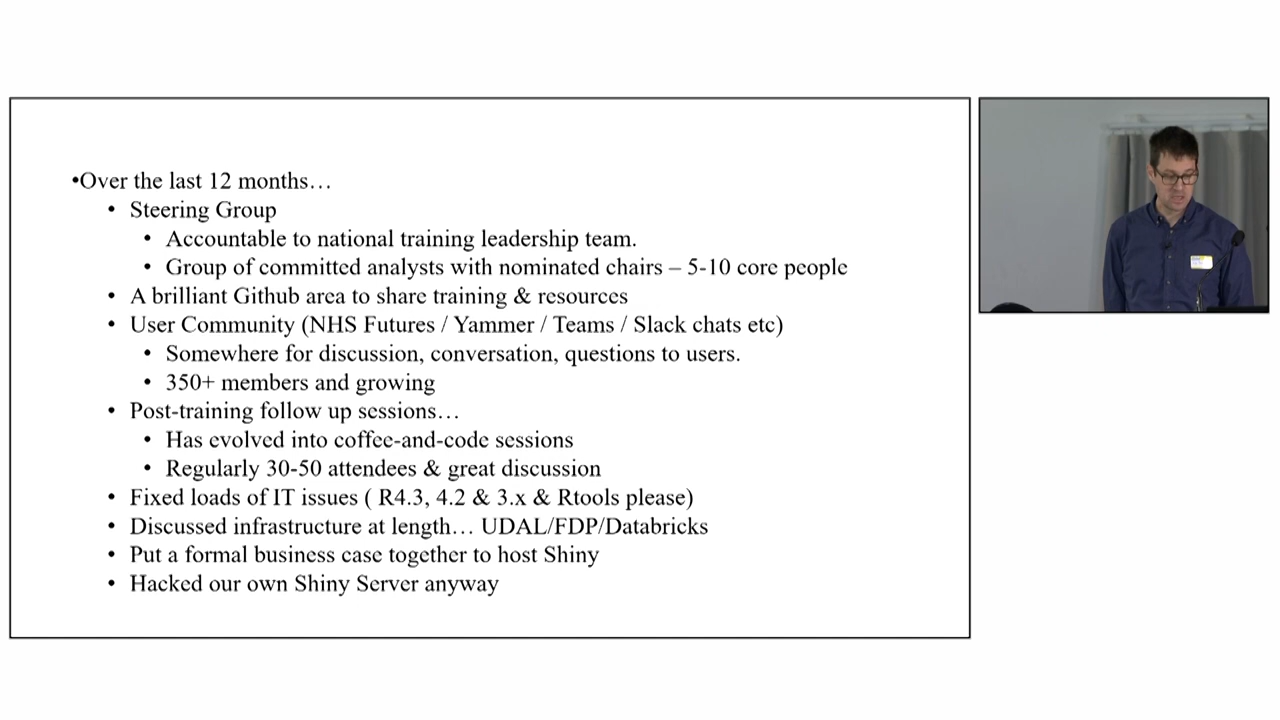 •Over the last 12 months…
• Steering Group
• Accountable to national training leadership team.
• Group of committed analysts with nominated chairs – 5-10 core people
• A brilliant Github area to share training & resources
• User Community (NHS Futures / Yammer / Teams / Slack chats etc)
• Somewhere for discussion, conversation, questions to users.
• 350+ members and growing
• Post-training follow up sessions…
• Has evolved into coffee-and-code sessions
• Regularly 30-50 attendees & great discussion
• Fixed loads of IT issues ( R4.3, 4.2 & 3.x & Rtools please)
• Discussed infrastructure at length… UDAL/FDP/Databricks
• Put a formal business case together to host Shiny
• Hacked our own Shiny Server anyway